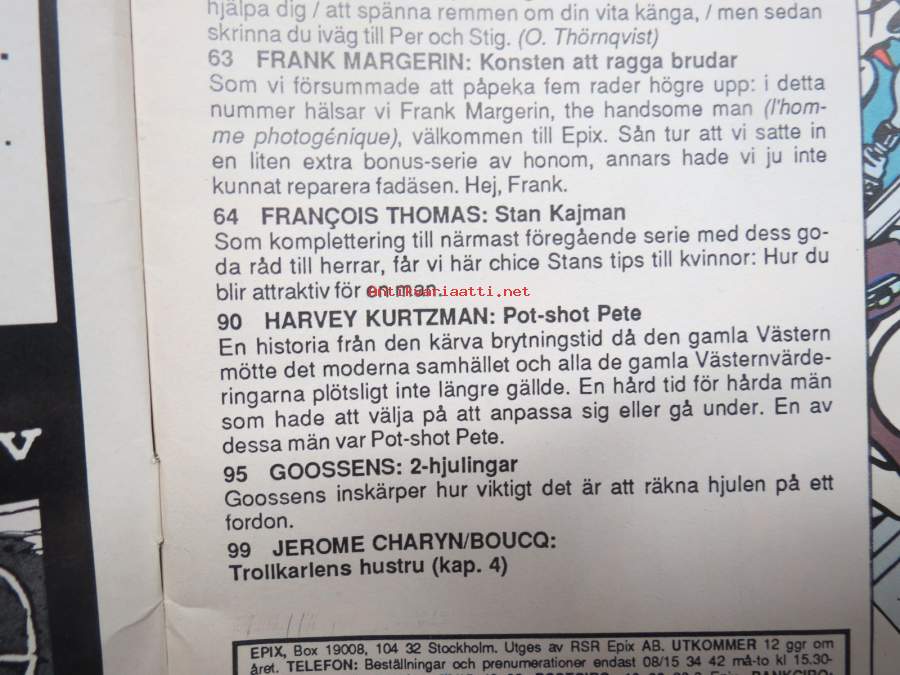 hjälpa dig / att spänna remmen om din vita känga, / men sedan
skrinna du iväg till Per och Stig. (O. Thörnqvist)
63 FRANK MARGERIN: Konsten att ragga brudar
Som vi försummade att påpeka fem rader högre upp: i detta
nummer hälsar vi Frank Margerin, the handsome man (l'hom-
me photogénique), välkommen till Epix. Sån tur att vi satte in
en liten extra bonus-serie av honom, annars hade vi ju inte
kunnat reparera fadäsen. Hej, Frank.
64 FRANÇOIS THOMAS: Stan Kajman
Som komplettering till närmast föregående serie med dess go-
da råd till herrar, får vi här chice Stans tips till kvinnor: Hur du
blir attraktiv för en man.
Antikvariaatti.net
90 HARVEY KURTZMAN: Pot-shot Pete
En historia från den kärva brytningstid då den gamla Västern
mötte det moderna samhället och alla de gamla Västernvärde-
ringarna plötsligt inte längre gällde. En hård tid för hårda män
som hade att välja på att anpassa sig eller gå under. En av
dessa män var Pot-shot Pete.
95 GOOSSENS: 2-hjulingar
Goossens inskärper hur viktigt det är att räkna hjulen på ett
fordon.
99 JEROME CHARYN/BOUCQ:
Trollkarlens hustru (kap. 4)
v
EPIX, Box 19008, 104 32 Stockholm. Utges av RSR Epix AB. UTKOMMER 12 ggr om
året. TELEFON: Beställningar och prenumerationer endast 08/15 34 42 må-to kl 15.30-